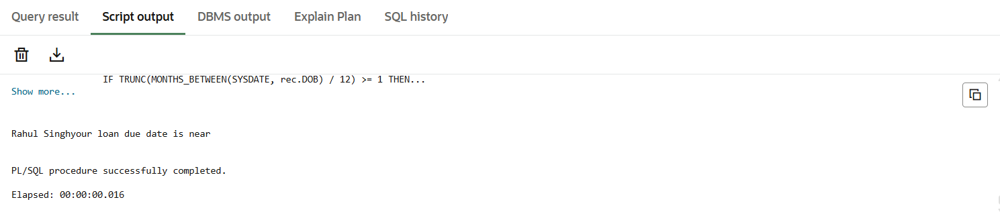 Query result Script output DBMS output Explain Plan SQL history
IF TRUNC(MONTHS_BETWEEN(SYSDATE, rec.DOB) / 12) >= 1 THEN...
Show more...
Rahul Singhyour loan due date is near
PL/SQL procedure successfully completed.
Elapsed: 00:00:00.016